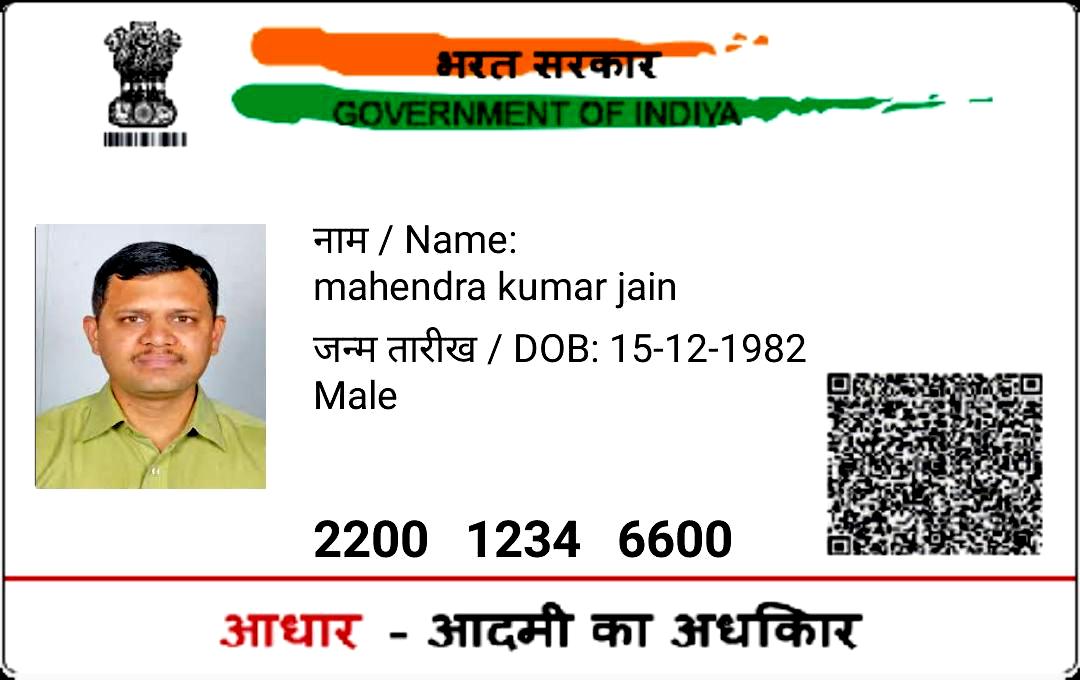 भरत सरकार
GOVERNMENT OF INDIYA
नाम / Name:
mahendra kumar jain
जन्म तारीख / DOB: 15-12-1982
Male
2200 1234 6600
आधार - आदमी का अधकिार